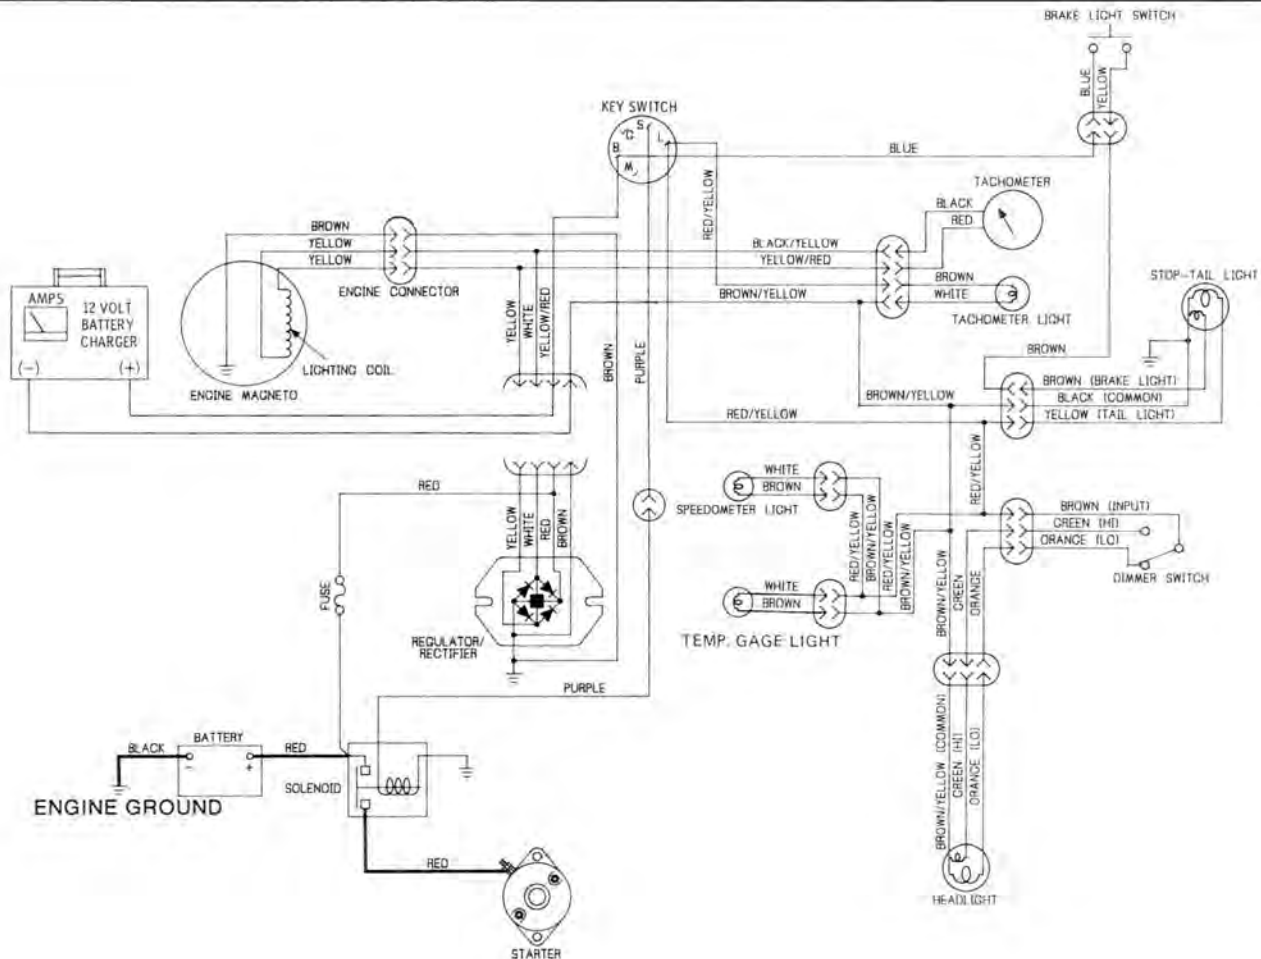 BRAKE LIGHT SWITCH
BLUE
YELLOW
KEY SWITCH
S
G
L
B
M
BLUE
RED/YELLOW
TACHOMETER
BLACK
RED
BROWN
YELLOW
YELLOW
ENGINE CONNECTOR
BLACK/YELLOW
YELLOW/RED
BROWN
WHITE
BROWN/YELLOW
TACHOMETER LIGHT
STOP-TAIL LIGHT
AMPS
12 VOLT
BATTERY
CHARGER
(-)
(+)
LIGHTING COIL
ENGINE MAGNETO
YELLOW
WHITE
YELLOW/RED
BROWN
PURPLE
BROWN
BROWN (BRAKE LIGHT)
BROWN/YELLOW
BLACK (COMMON)
RED/YELLOW
YELLOW (TAIL LIGHT)
RED/YELLOW
RED
WHITE
BROWN
SPEEDOMETER LIGHT
YELLOW
WHITE
RED
BROWN
RED/YELLOW
BROWN/YELLOW
RED/YELLOW
BROWN/YELLOW
BROWN (INPUT)
GREEN (HI)
ORANGE (LO)
DIMMER SWITCH
FUSE
WHITE
BROWN
TEMP. GAGE LIGHT
BROWN/YELLOW
GREEN
ORANGE
REGULATOR/
RECTIFIER
PURPLE
BLACK
BATTERY
RED
-
+
SOLENOID
ENGINE GROUND
BROWN/YELLOW (COMMON)
GREEN (HI)
ORANGE (LO)
RED
HEADLIGHT
STARTER